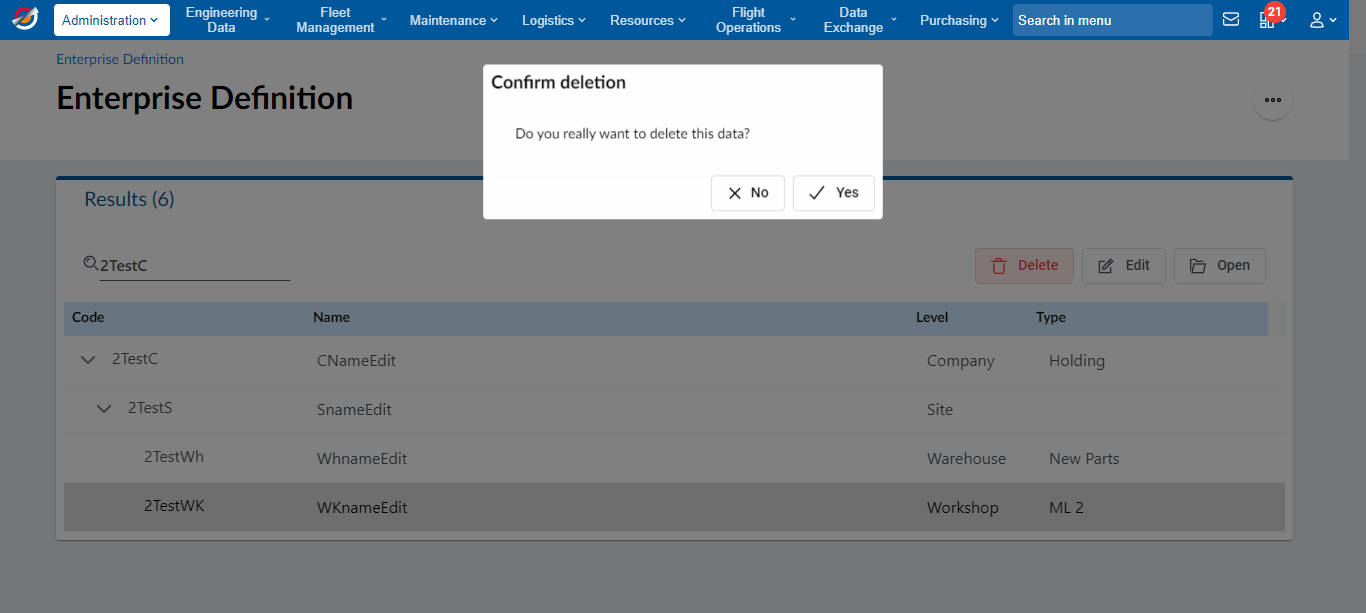 Administration
Engineering
Data
Fleet
Management
Maintenance
Logistics
Resources
Flight
Operations
Data
Exchange
Purchasing
Search in menu
21
Enterprise Definition
Enterprise Definition
Confirm deletion
Do you really want to delete this data?
No
Yes
Results (6)
2TestC
Delete
Edit
Open
Code Name Level Type
2TestC CNameEdit Company Holding
2TestS SnameEdit Site
2TestWh WhnameEdit Warehouse New Parts
2TestWK WKnameEdit Workshop ML 2